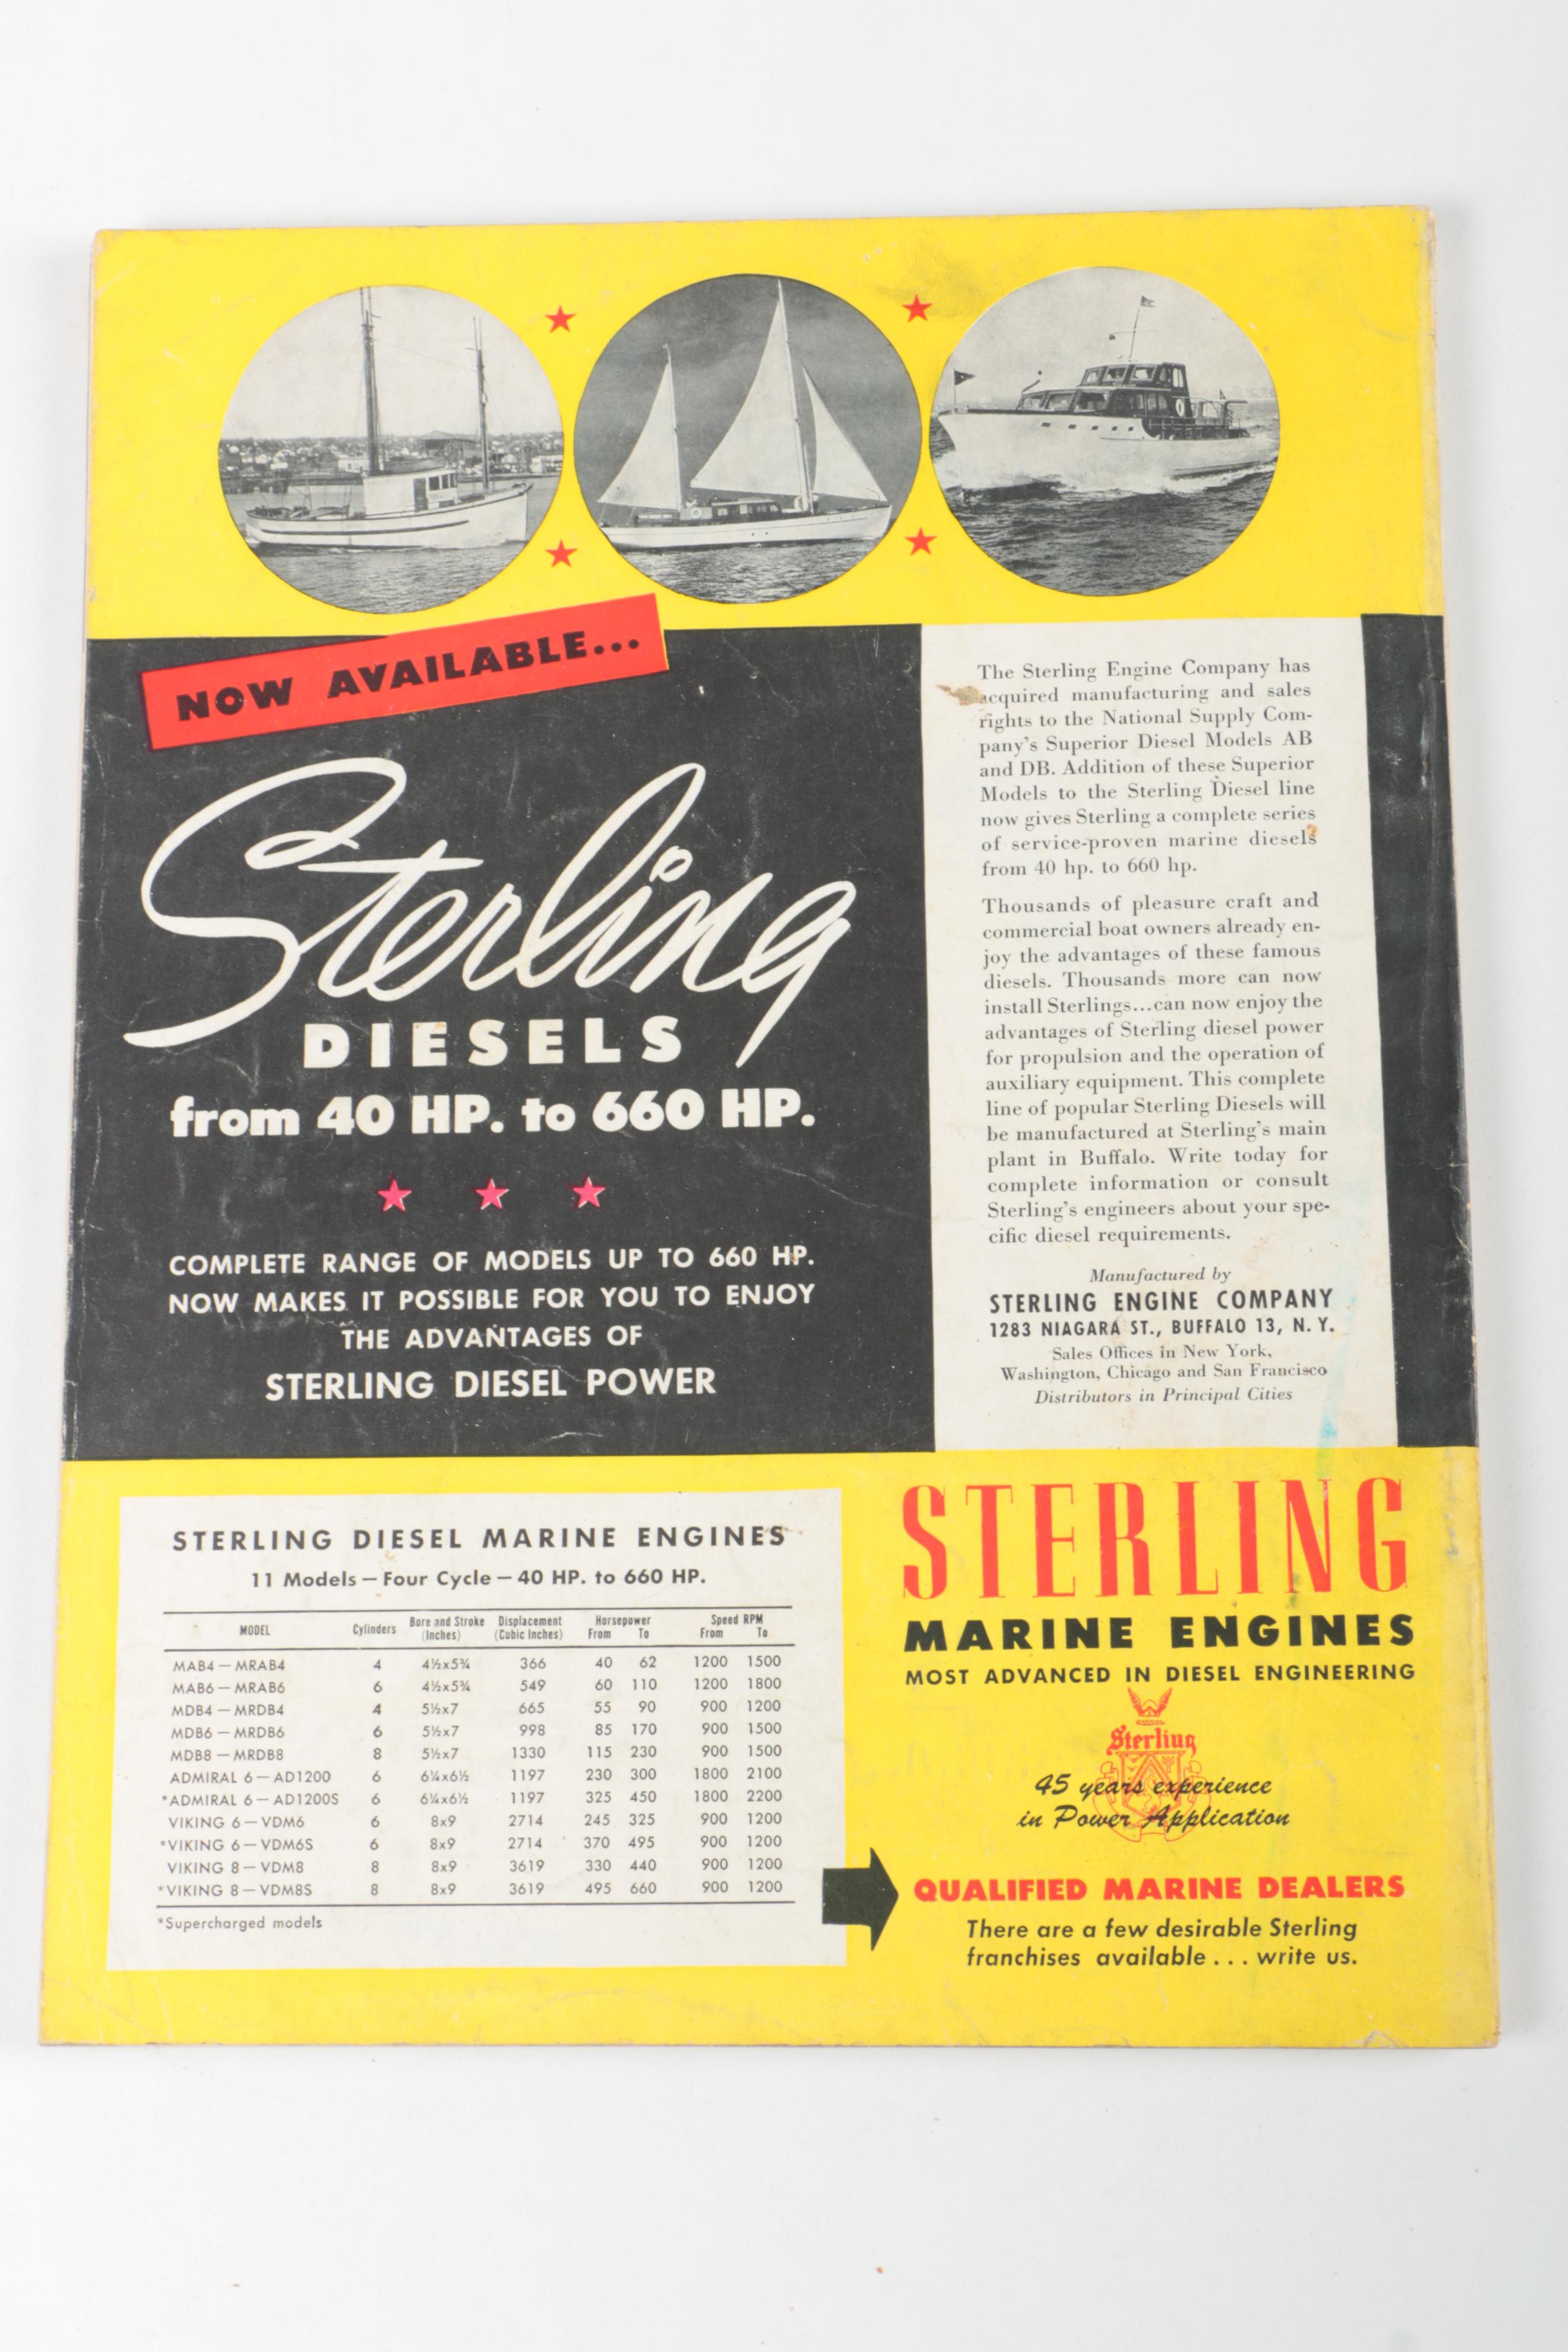 NOW AVAILABLE...
Sterling
DIESELS
from 40 HP. to 660 HP.
COMPLETE RANGE OF MODELS UP TO 660 HP.
NOW MAKES IT POSSIBLE FOR YOU TO ENJOY
THE ADVANTAGES OF
STERLING DIESEL POWER
The Sterling Engine Company has
acquired manufacturing and sales
rights to the National Supply Com-
pany's Superior Diesel Models AB
and DB. Addition of these Superior
Models to the Sterling Diesel line
now gives Sterling a complete series
of service-proven marine diesels
from 40 hp. to 660 hp.
Thousands of pleasure craft and
commercial boat owners already en-
joy the advantages of these famous
diesels. Thousands more can now
install Sterlings...can now enjoy the
advantages of Sterling diesel power
for propulsion and the operation of
auxiliary equipment. This complete
line of popular Sterling Diesels will
be manufactured at Sterling's main
plant in Buffalo. Write today for
complete information or consult
Sterling's engineers about your spe-
cific diesel requirements.
Manufactured by
STERLING ENGINE COMPANY
1283 NIAGARA ST., BUFFALO 13, N. Y.
Sales Offices in New York,
Washington, Chicago and San Francisco
Distributors in Principal Cities
STERLING DIESEL MARINE ENGINES
11 Models — Four Cycle — 40 HP. to 660 HP.
MODEL Cylinders Bore and Stroke (Inches) Displacement (Cubic Inches) Horsepower From To Speed RPM From To
MAB4 — MRAB4 4 4½x5¾ 366 40 62 1200 1500
MAB6 — MRAB6 6 4½x5¾ 549 60 110 1200 1800
MDB4 — MRDB4 4 5½x7 665 55 90 900 1200
MDB6 — MRDB6 6 5½x7 998 85 170 900 1500
MDB8 — MRDB8 8 5½x7 1330 115 230 900 1500
ADMIRAL 6 — AD1200 6 6¼x6½ 1197 230 300 1800 2100
*ADMIRAL 6 — AD1200S 6 6¼x6½ 1197 325 450 1800 2200
VIKING 6 — VDM6 6 8x9 2714 245 325 900 1200
*VIKING 6 — VDM6S 6 8x9 2714 370 495 900 1200
VIKING 8 — VDM8 8 8x9 3619 330 440 900 1200
*VIKING 8 — VDM8S 8 8x9 3619 495 660 900 1200
*Supercharged models
STERLING
MARINE ENGINES
MOST ADVANCED IN DIESEL ENGINEERING
Sterling
45 years experience
in Power Application
QUALIFIED MARINE DEALERS
There are a few desirable Sterling
franchises available . . . write us.